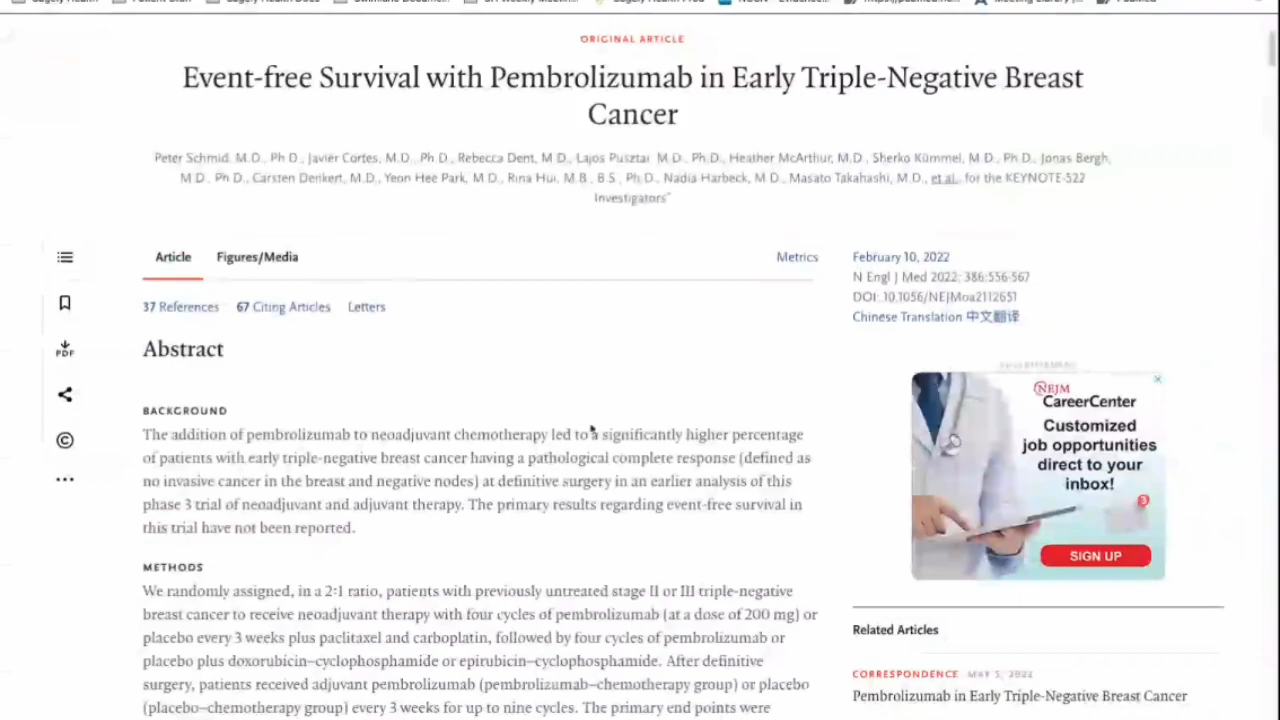 ORIGINAL ARTICLE
Event-free Survival with Pembrolizumab in Early Triple-Negative Breast
Cancer
Peter Schmid, M.D., Ph.D., Javier Cortes, M.D., Ph.D., Rebecca Dent, M.D., Lajos Pusztai, M.D., Ph.D., Heather McArthur, M.D., Sherko Kümmel, M.D., Ph.D., Jonas Bergh,
M.D., Ph.D., Carsten Denkert, M.D., Yeon Hee Park, M.D., Rina Hui, M.B., B.S., Ph.D., Nadia Harbeck, M.D., Masato Takahashi, M.D., et al., for the KEYNOTE-522
Investigators*
Article Figures/Media Metrics
37 References 67 Citing Articles Letters
Abstract
BACKGROUND
The addition of pembrolizumab to neoadjuvant chemotherapy led to a significantly higher percentage
of patients with early triple-negative breast cancer having a pathological complete response (defined as
no invasive cancer in the breast and negative nodes) at definitive surgery in an earlier analysis of this
phase 3 trial of neoadjuvant and adjuvant therapy. The primary results regarding event-free survival in
this trial have not been reported.
METHODS
We randomly assigned, in a 2:1 ratio, patients with previously untreated stage II or III triple-negative
breast cancer to receive neoadjuvant therapy with four cycles of pembrolizumab (at a dose of 200 mg) or
placebo every 3 weeks plus paclitaxel and carboplatin, followed by four cycles of pembrolizumab or
placebo plus doxorubicin–cyclophosphamide or epirubicin–cyclophosphamide. After definitive
surgery, patients received adjuvant pembrolizumab (pembrolizumab–chemotherapy group) or placebo
(placebo–chemotherapy group) every 3 weeks for up to nine cycles. The primary end points were
PDF
February 10, 2022
N Engl J Med 2022; 386:556-567
DOI: 10.1056/NEJMoa2112651
Chinese Translation 中文翻译
ADVERTISEMENT
NEJM
CareerCenter
Customized
job opportunities
direct to your
inbox!
3
SIGN UP
Related Articles
CORRESPONDENCE MAY 5, 2022
Pembrolizumab in Early Triple-Negative Breast Cancer